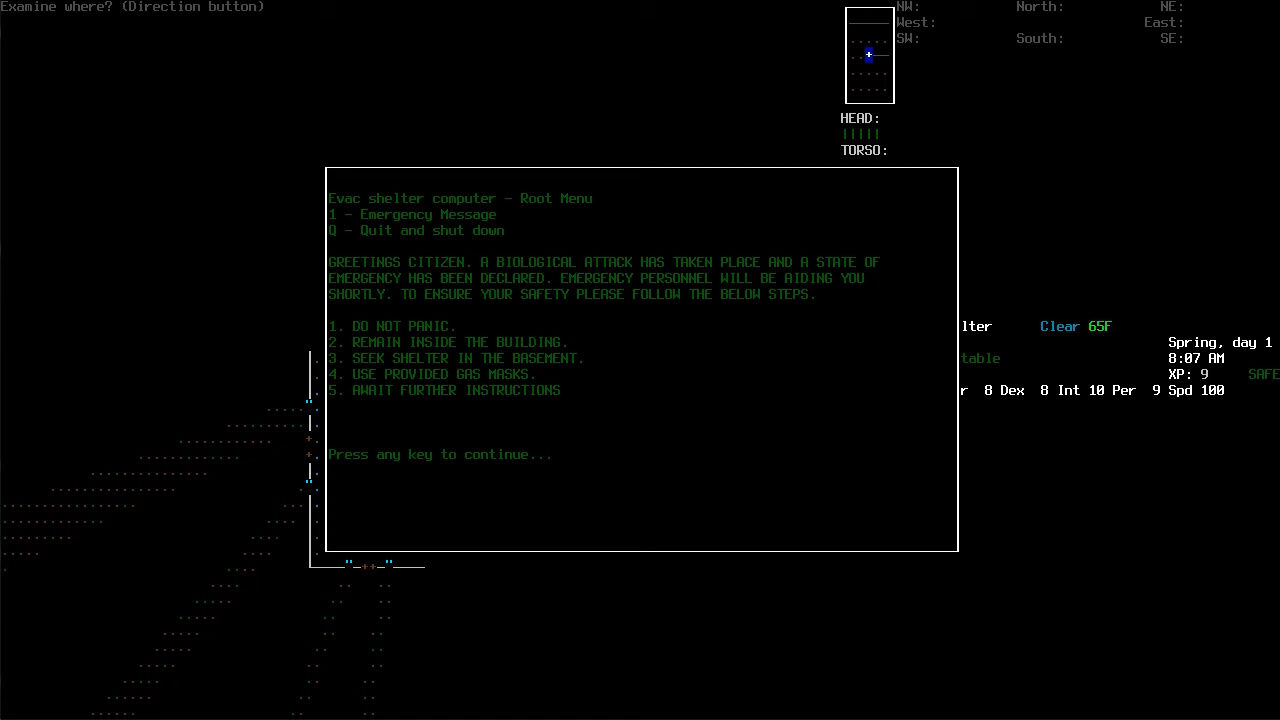 Examine where? (Direction button)
NW: North: NE:
West: East:
SW: South: SE:
HEAD:
|||||
TORSO:
Evac shelter computer - Root Menu
1 - Emergency Message
Q - Quit and shut down
GREETINGS CITIZEN. A BIOLOGICAL ATTACK HAS TAKEN PLACE AND A STATE OF
EMERGENCY HAS BEEN DECLARED. EMERGENCY PERSONNEL WILL BE AIDING YOU
SHORTLY. TO ENSURE YOUR SAFETY PLEASE FOLLOW THE BELOW STEPS.
1. DO NOT PANIC.
2. REMAIN INSIDE THE BUILDING.
3. SEEK SHELTER IN THE BASEMENT.
4. USE PROVIDED GAS MASKS.
5. AWAIT FURTHER INSTRUCTIONS
Press any key to continue...
lter Clear 65F
Spring, day 1
table 8:07 AM
XP: 9 SAFE
r 8 Dex 8 Int 10 Per 9 Spd 100